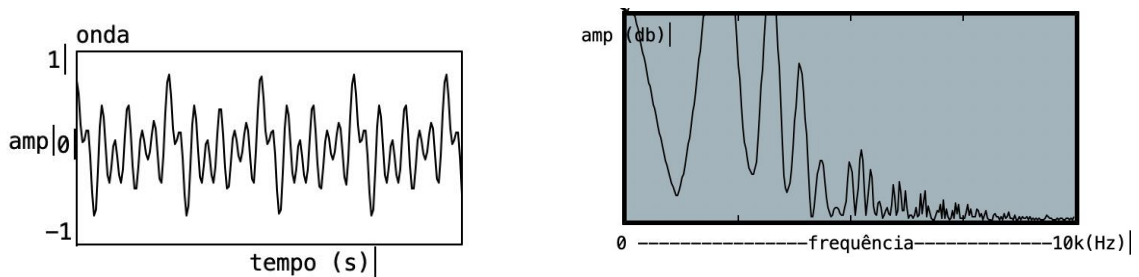 onda
1
amp 0
-1
tempo (s)
amp (db)
0 ----------------frequência-------------10k(Hz)